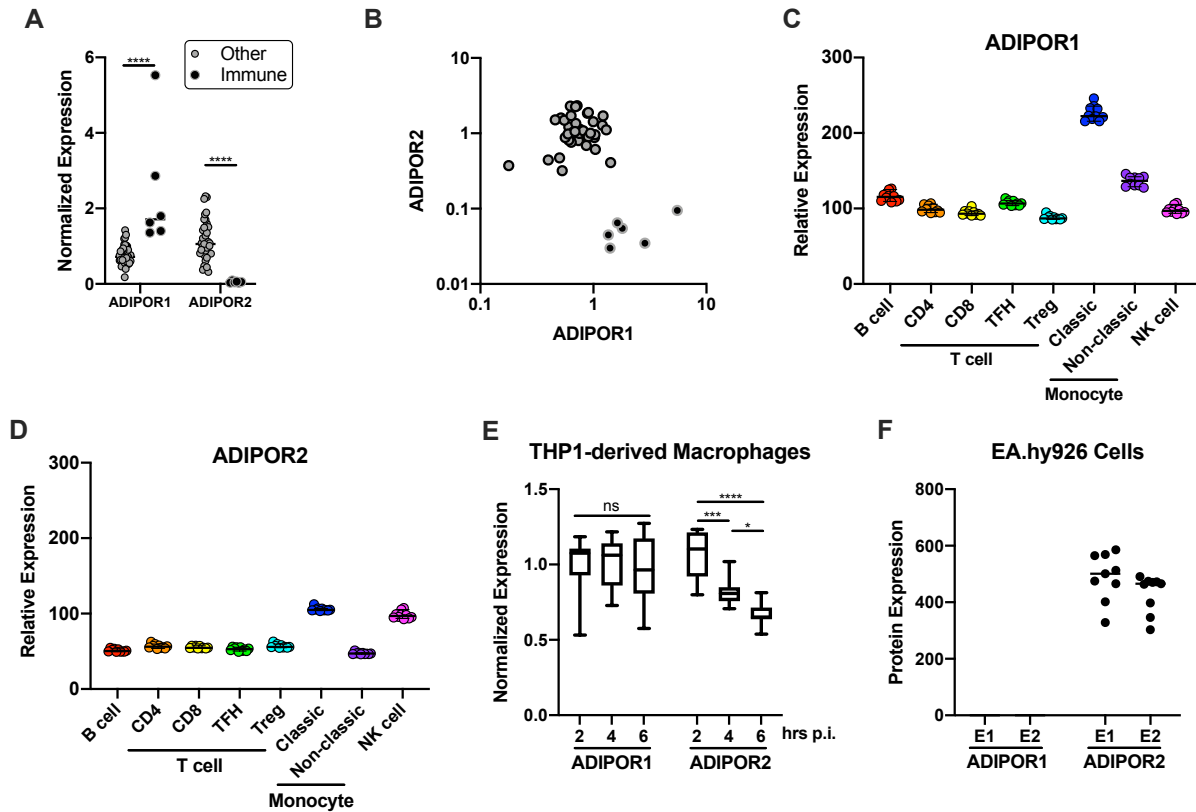 A
Other
Immune
Normalized Expression
6
4
2
0
****
****
ADIPOR1 ADIPOR2
B
ADIPOR2
10
1
0.1
0.01
0.1 1 10
ADIPOR1
C
ADIPOR1
Relative Expression
300
200
100
0
B cell CD4 CD8 TFH Treg Classic Non-classic NK cell
T cell
Monocyte
D
ADIPOR2
Relative Expression
300
200
100
0
B cell CD4 CD8 TFH Treg Classic Non-classic NK cell
T cell
Monocyte
E
THP1-derived Macrophages
Normalized Expression
1.5
1.0
0.5
0.0
ns
****
***
*
2 4 6 2 4 6 hrs p.i.
ADIPOR1 ADIPOR2
F
EA.hy926 Cells
Protein Expression
800
600
400
200
0
E1 E2 E1 E2
ADIPOR1 ADIPOR2